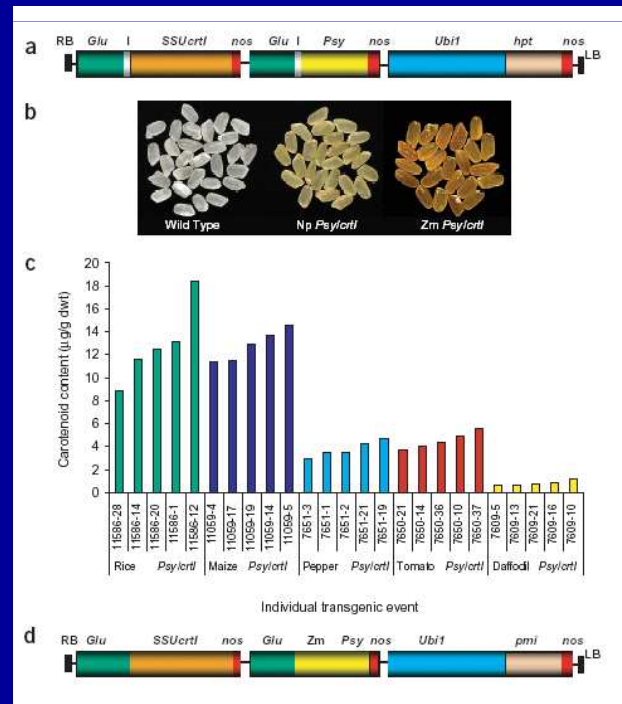 a
RB Glu I SSUcrtI nos Glu I Psy nos Ubi1 hpt nos LB
b
Wild Type Np Psy/crtI Zm Psy/crtI
c
Carotenoid content (µg/g dwt)
20
18
16
14
12
10
8
6
4
2
0
11586-28 11586-14 11586-20 11586-1 11586-12 11059-4 11059-17 11059-19 11059-14 11059-5 7651-3 7651-1 7651-2 7651-21 7651-19 7650-21 7650-14 7650-36 7650-10 7650-37 7609-5 7609-13 7609-21 7609-16 7609-10
Rice Psy/crtI Maize Psy/crtI Pepper Psy/crtI Tomato Psy/crtI Daffodil Psy/crtI
Individual transgenic event
d
RB Glu SSUcrtI nos Glu Zm Psy nos Ubi1 pmi nos LB